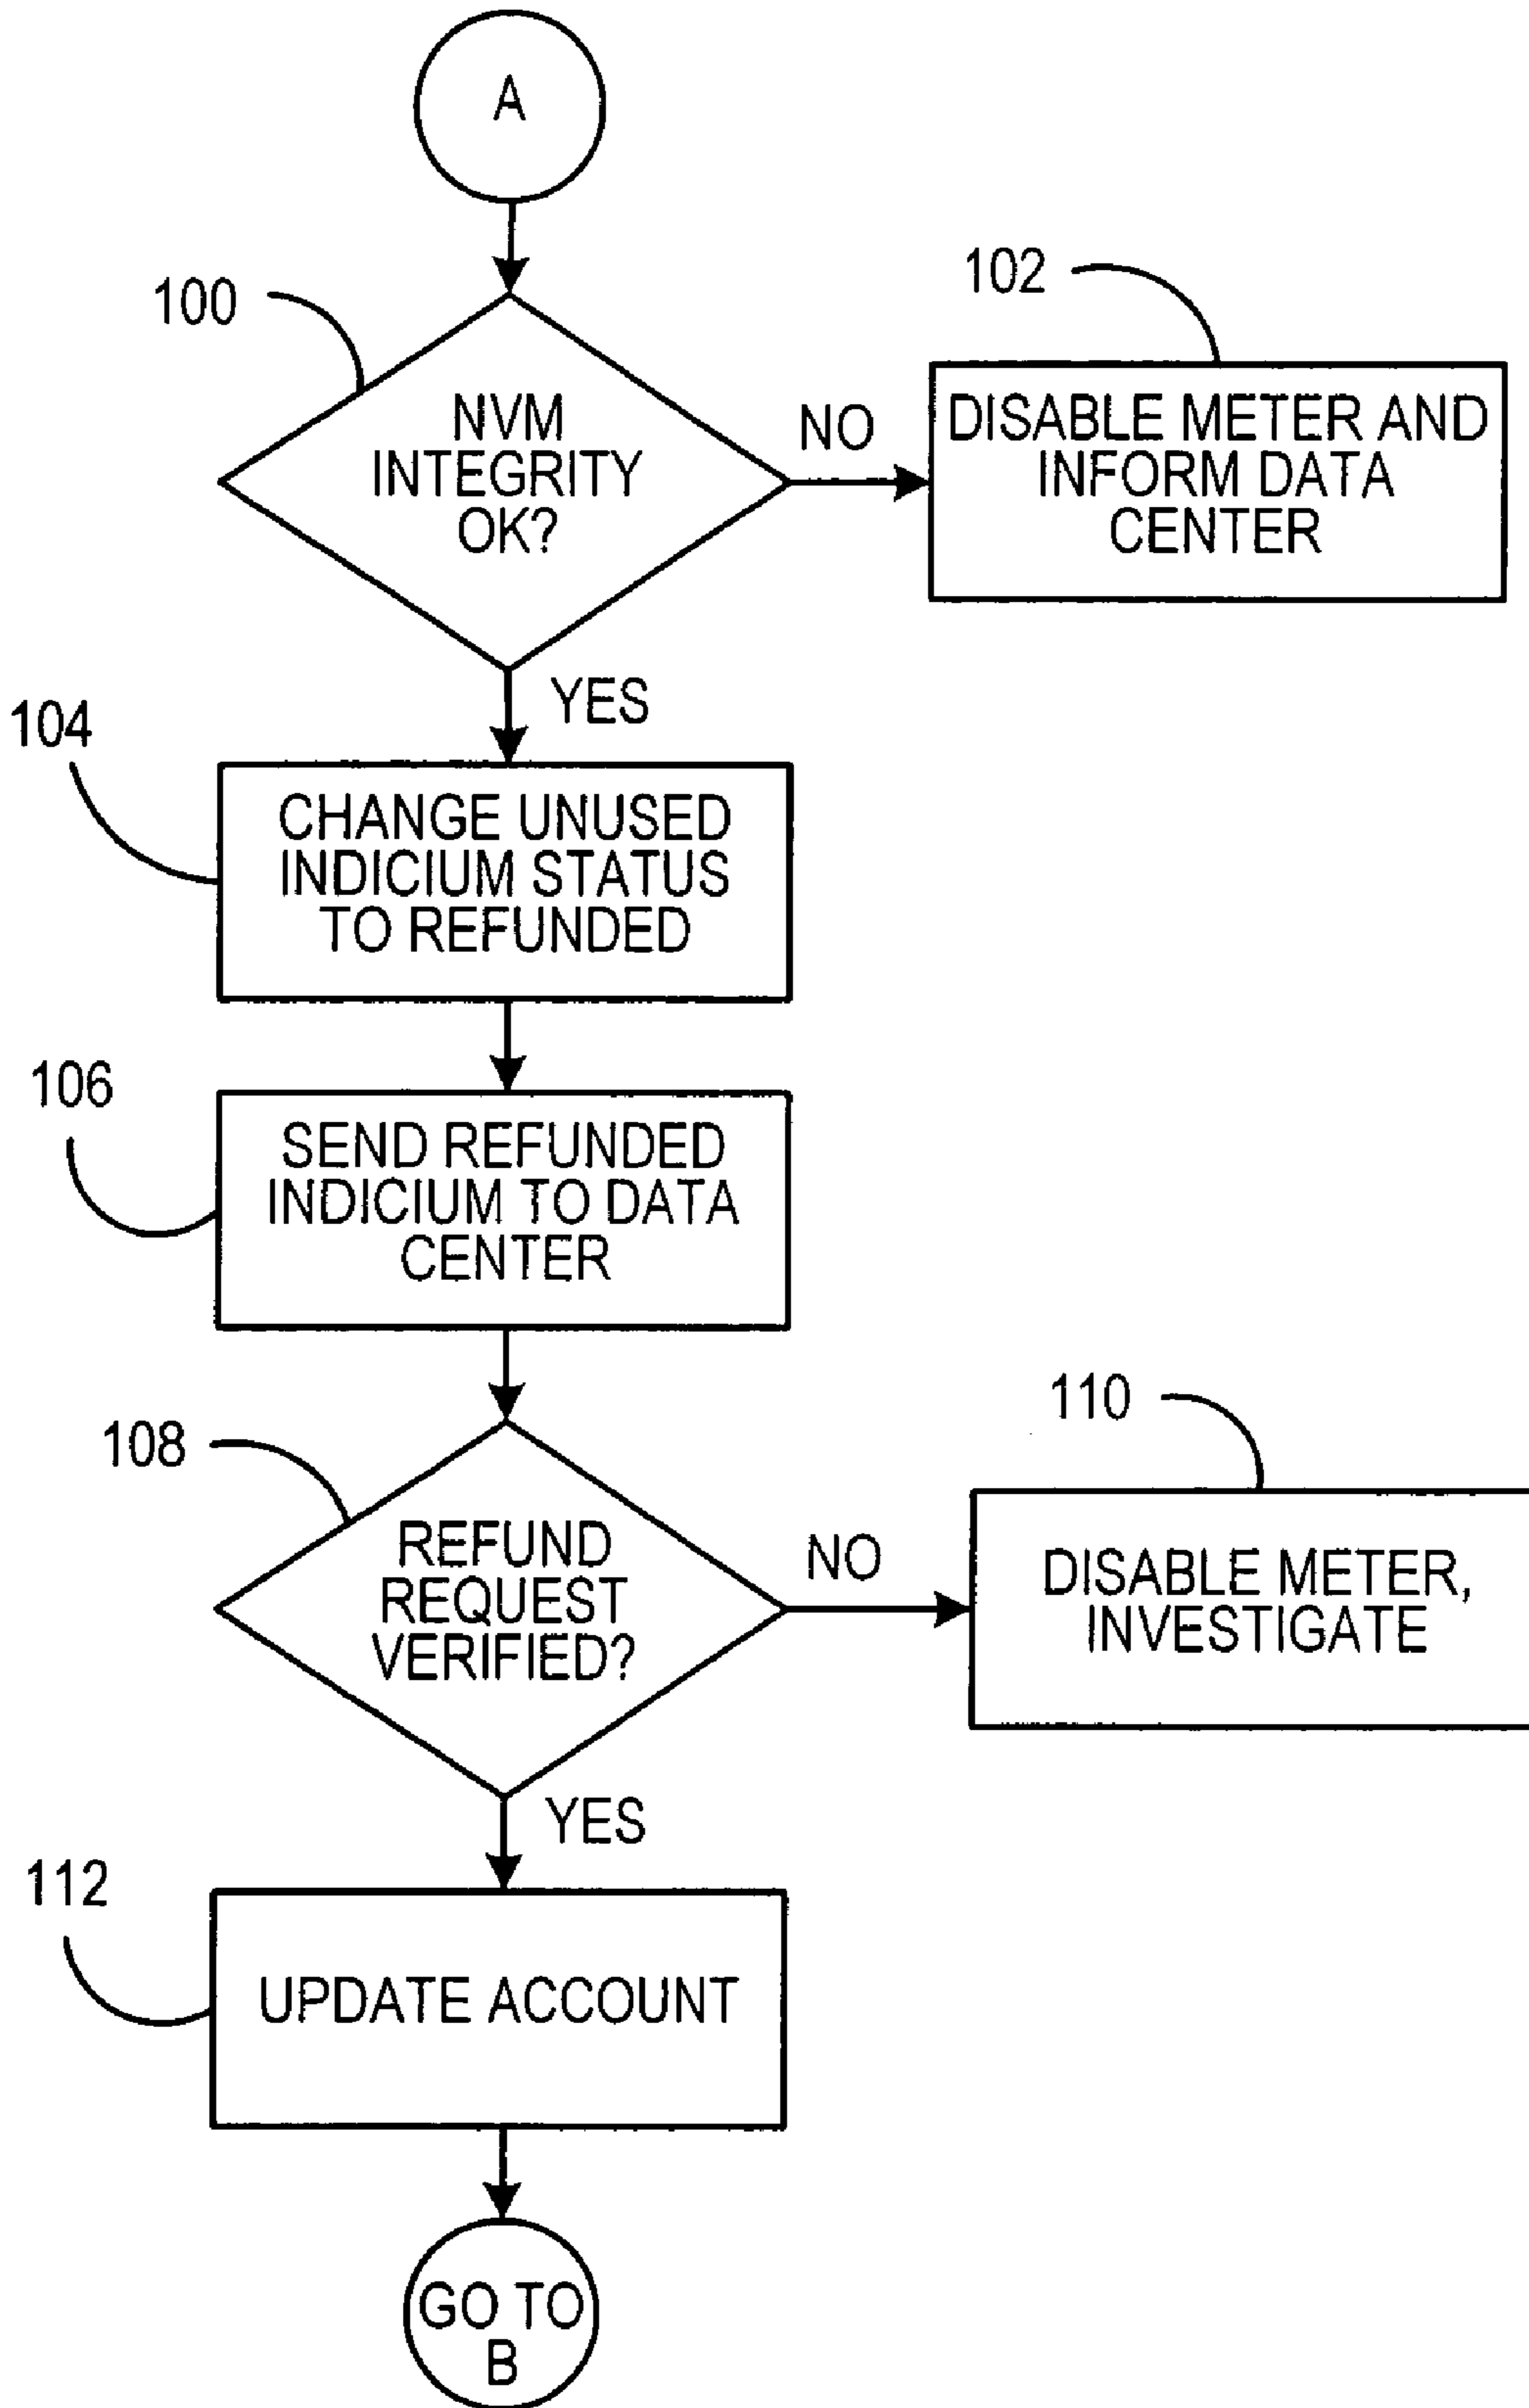 A
100
102
NVM
INTEGRITY
OK?
NO
DISABLE METER AND
INFORM DATA
CENTER
YES
104
CHANGE UNUSED
INDICIUM STATUS
TO REFUNDED
106
SEND REFUNDED
INDICIUM TO DATA
CENTER
108
110
REFUND
REQUEST
VERIFIED?
NO
DISABLE METER,
INVESTIGATE
YES
112
UPDATE ACCOUNT
GO TO
B